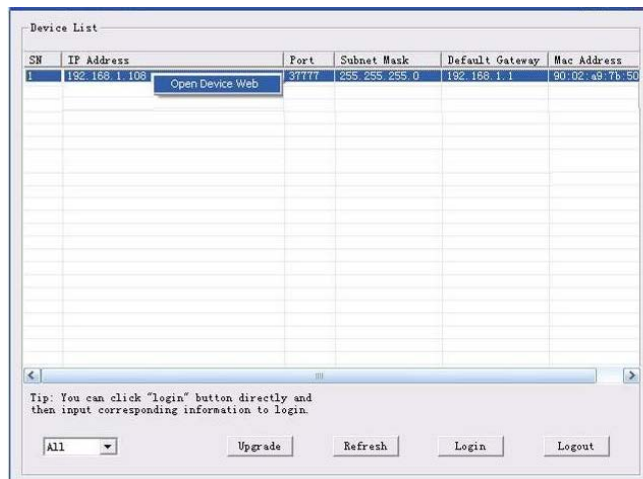 Device List
SN IP Address Port Subnet Mask Default Gateway Mac Address
1 192.168.1.108 37777 255.255.255.0 192.168.1.1 90:02:a9:7b:50
Open Device Web
Tip: You can click "login" button directly and
then input corresponding information to login.
All Upgrade Refresh Login Logout